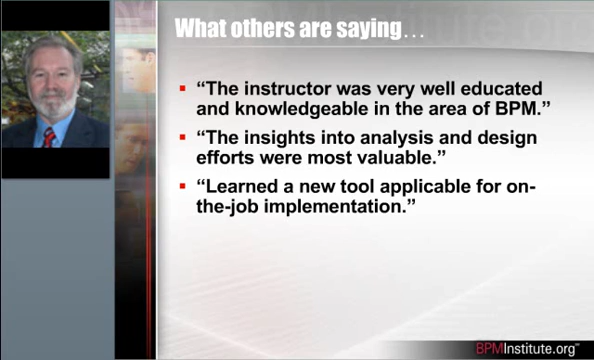 What others are saying…
“The instructor was very well educated
and knowledgeable in the area of BPM.”
“The insights into analysis and design
efforts were most valuable.”
“Learned a new tool applicable for on-
the-job implementation.”
BPMInstitute.org™